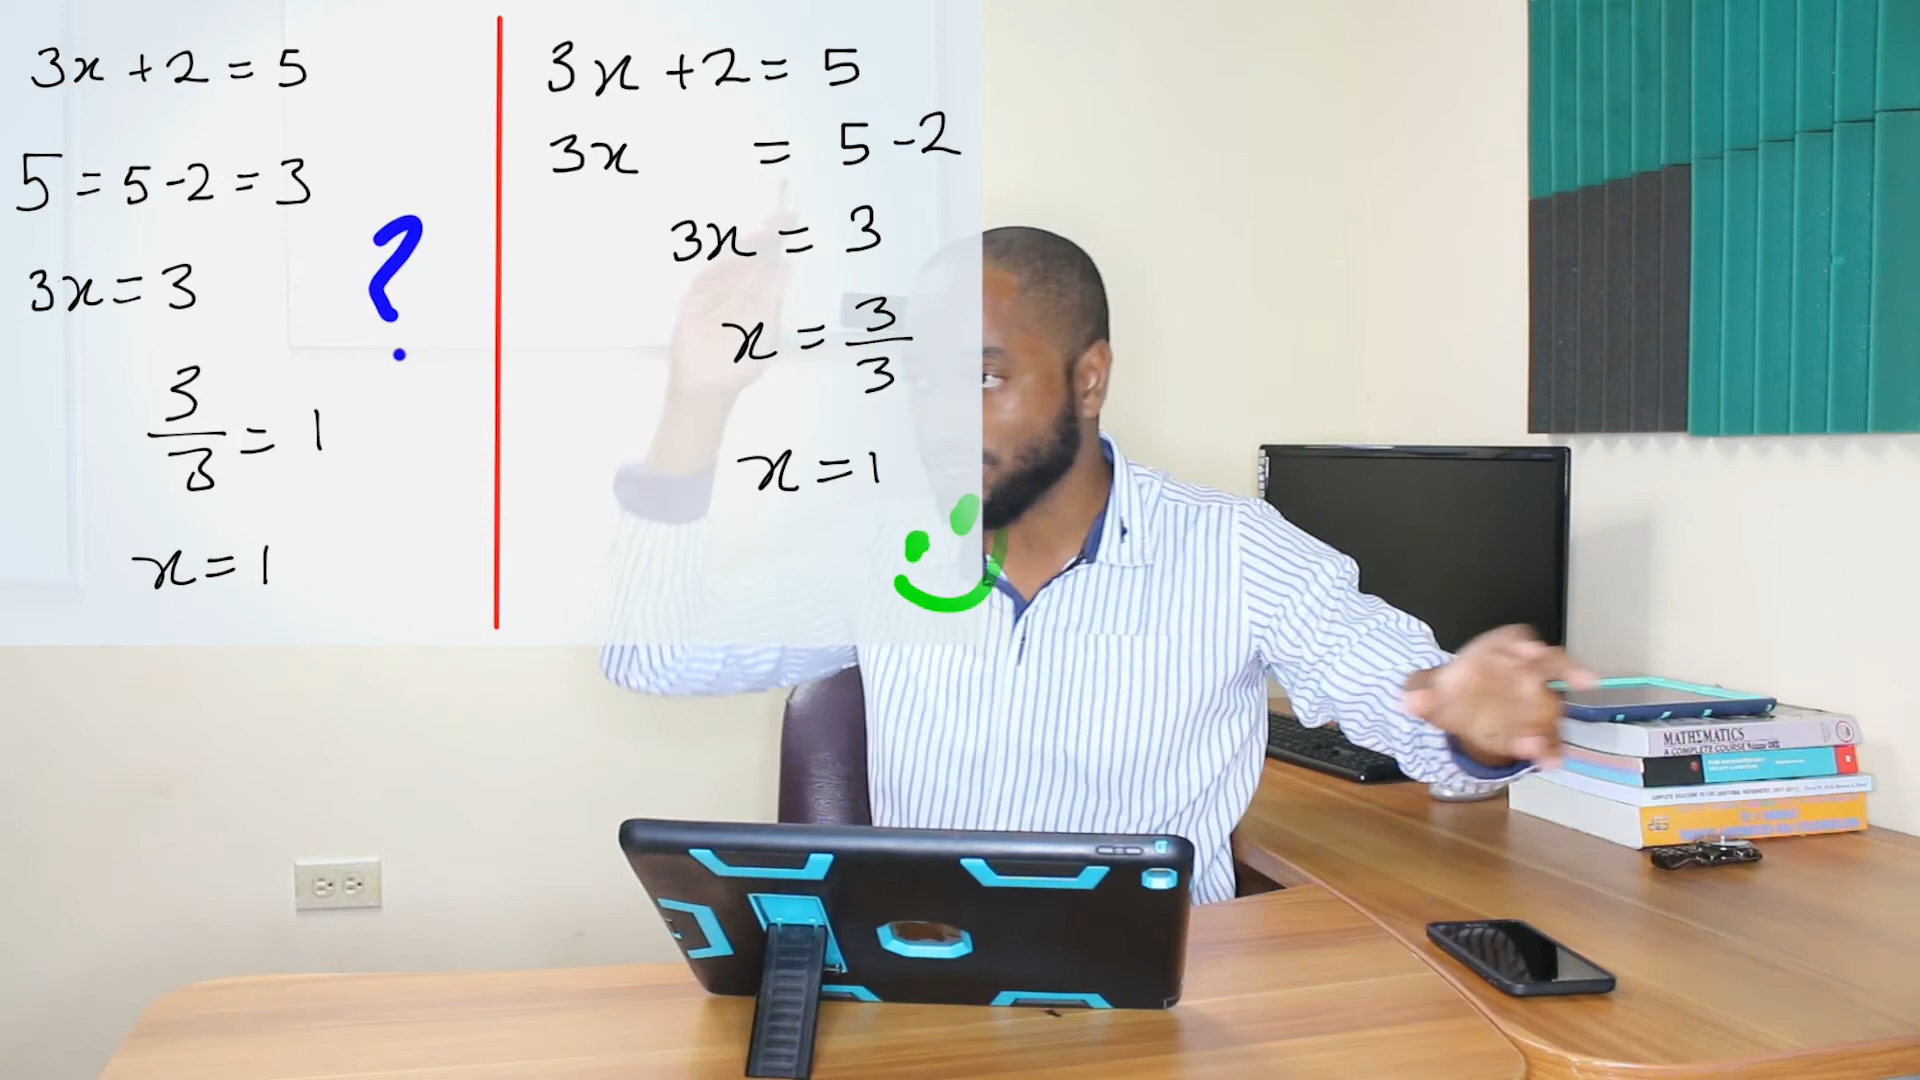 3x + 2 = 5
5 = 5 - 2 = 3
3x = 3
?
3/3 = 1
x = 1
3x + 2 = 5
3x = 5 - 2
3x = 3
x = 3/3
x = 1
MATHEMATICS
A COMPLETE COURSE